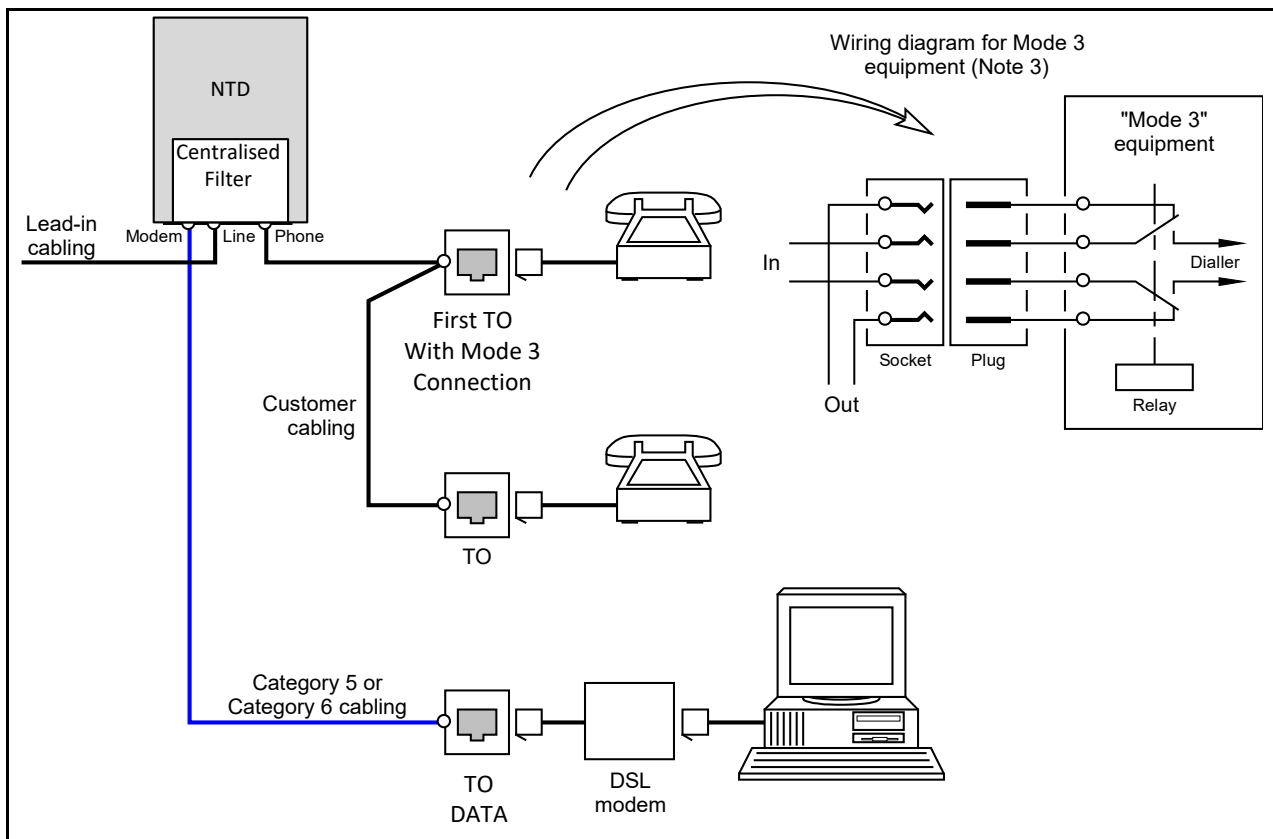 Wiring diagram for Mode 3
equipment (Note 3)
NTD
Centralised
Filter
"Mode 3"
equipment
Lead-in
cabling
Modem
Line
Phone
In
Dialler
First TO
With Mode 3
Connection
Socket
Plug
Out
Relay
Customer
cabling
TO
Category 5 or
Category 6 cabling
TO
DATA
DSL
modem